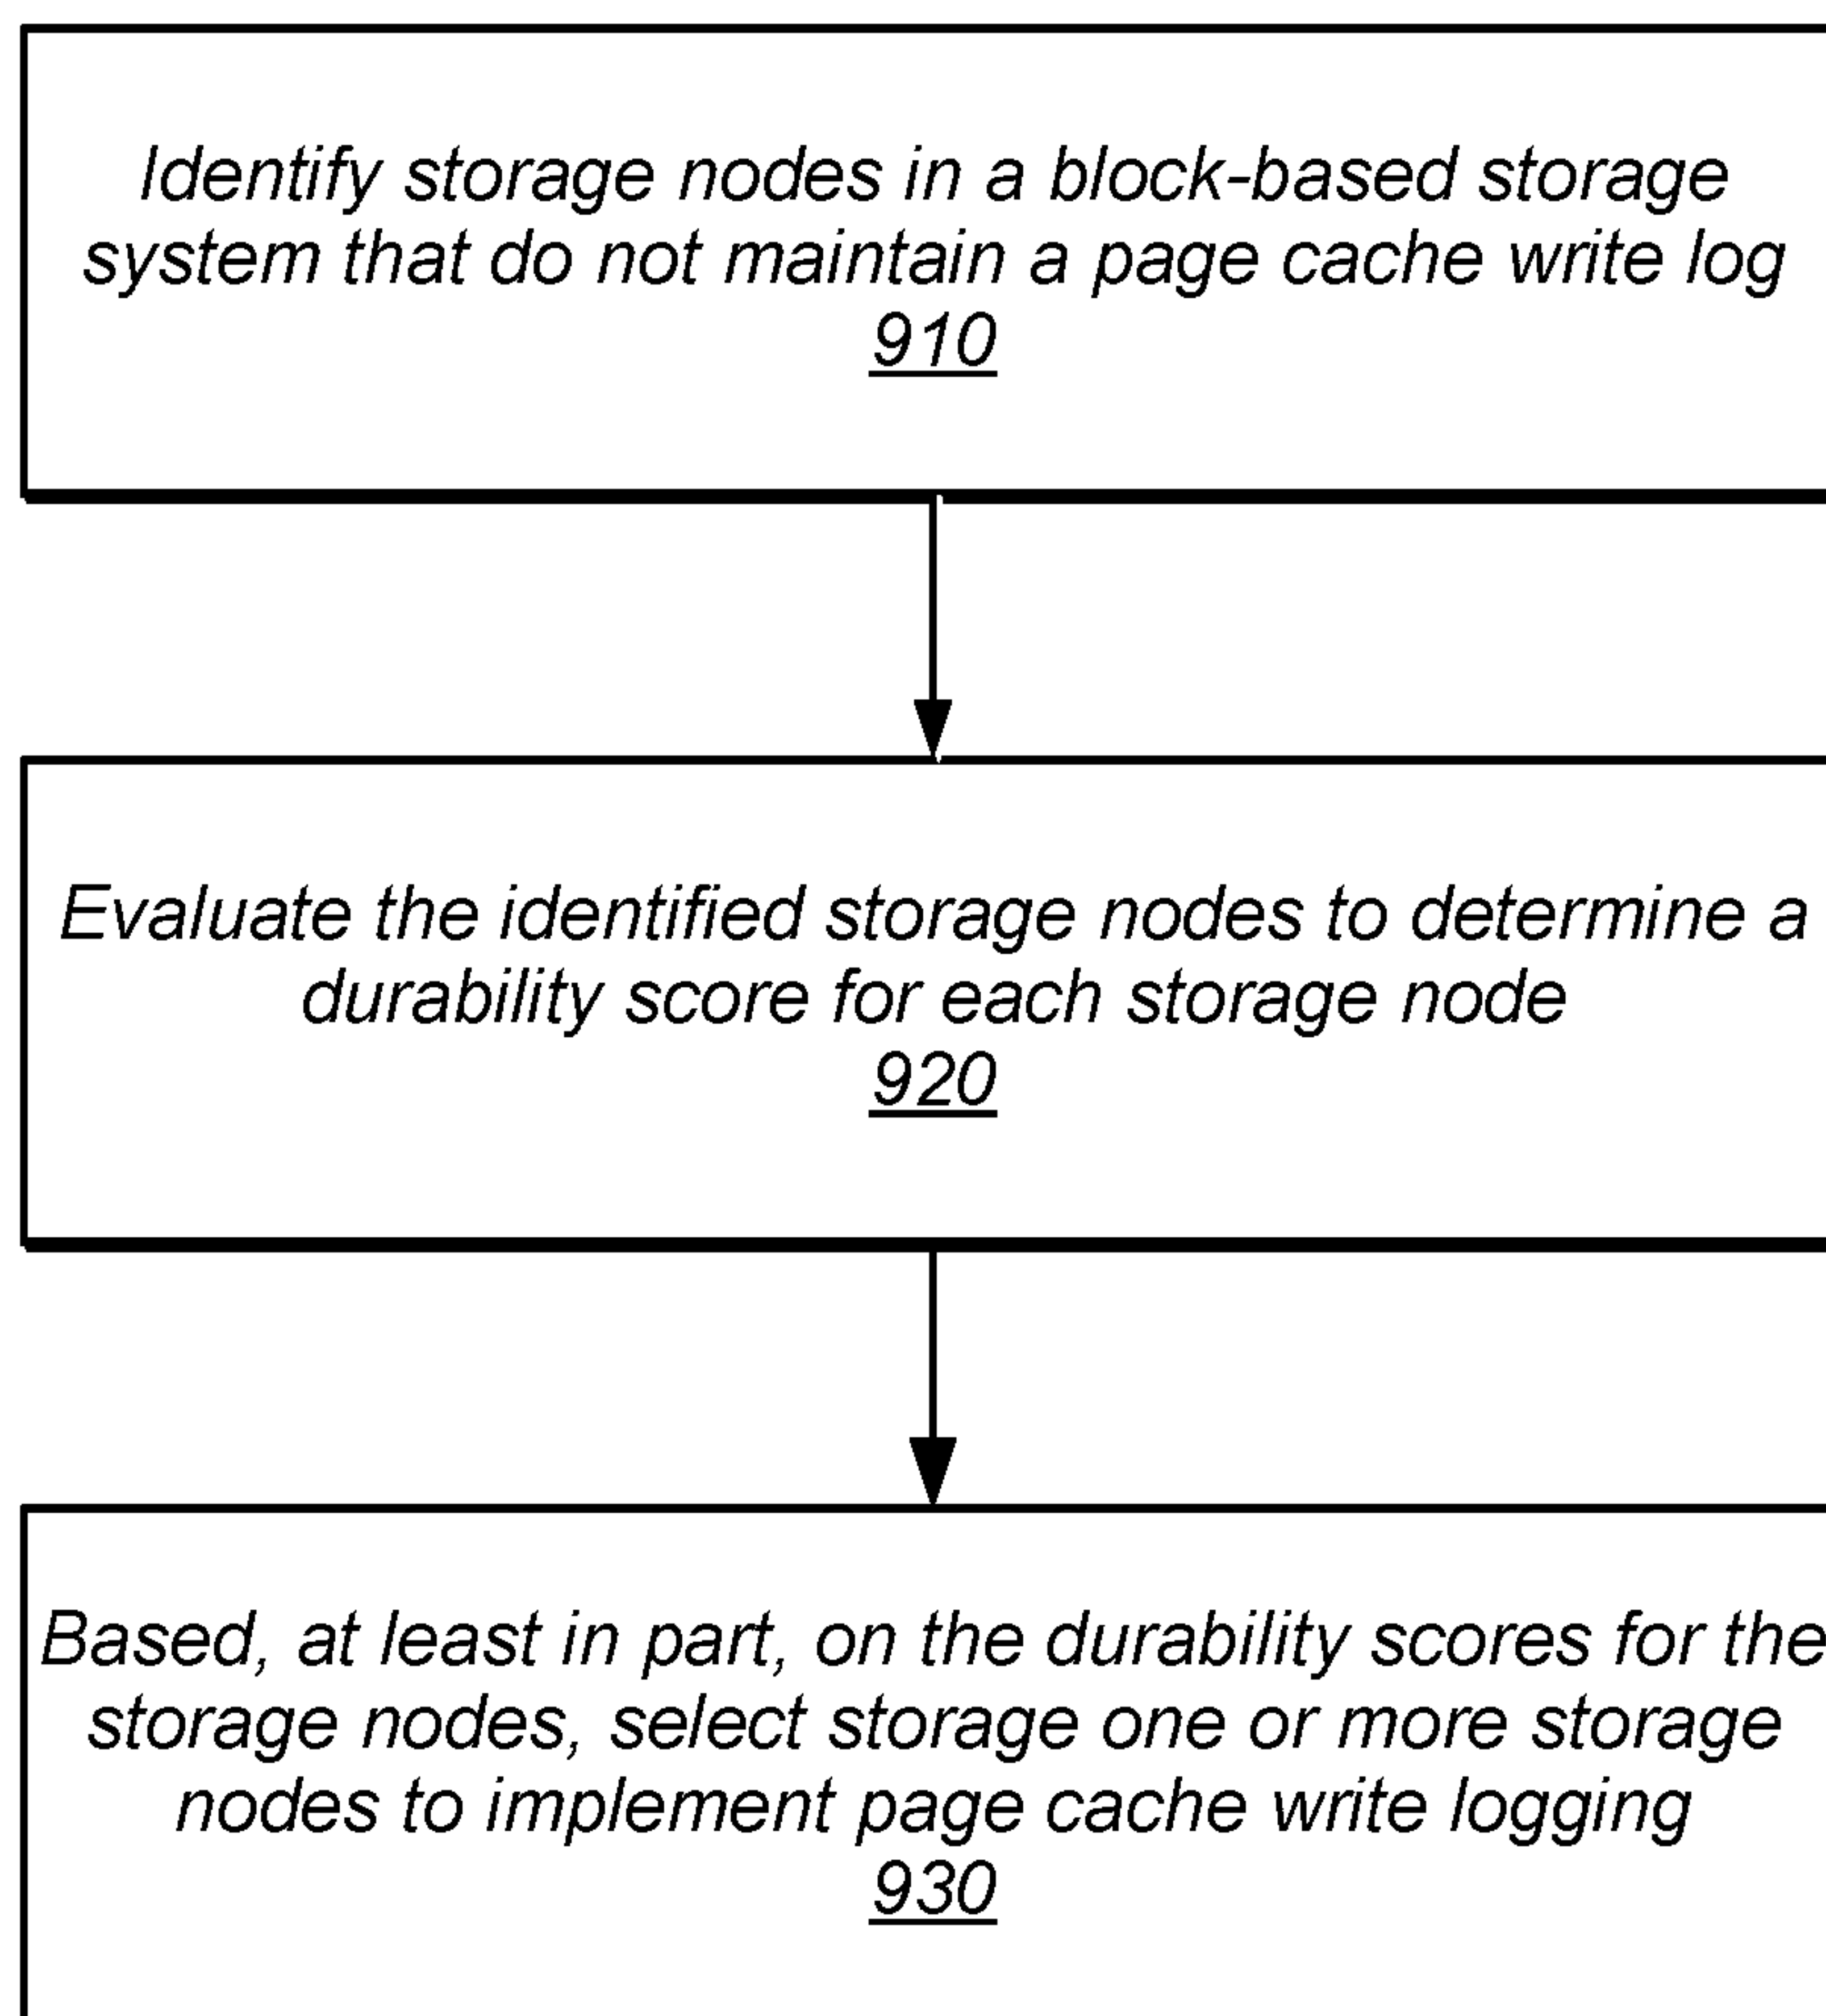 Identify storage nodes in a block-based storage
system that do not maintain a page cache write log
910
Evaluate the identified storage nodes to determine a
durability score for each storage node
920
Based, at least in part, on the durability scores for the
storage nodes, select storage one or more storage
nodes to implement page cache write logging
930